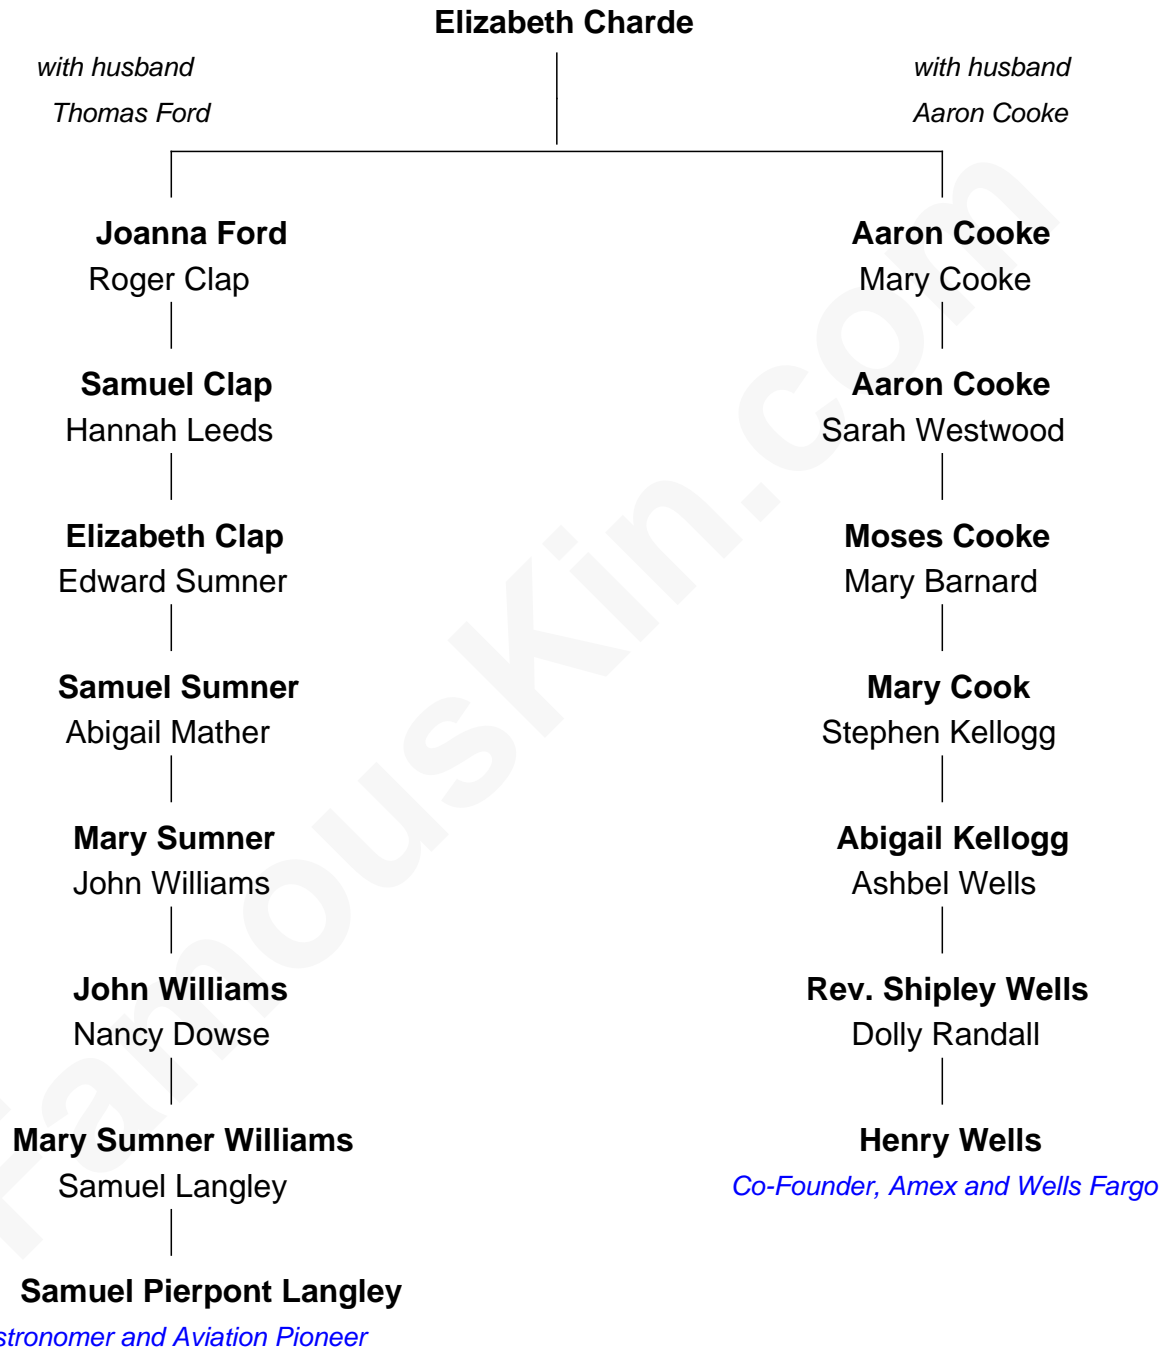 Elizabeth Charde
with husband
Thomas Ford
with husband
Aaron Cooke
Joanna Ford
Roger Clap
Aaron Cooke
Mary Cooke
Samuel Clap
Hannah Leeds
Aaron Cooke
Sarah Westwood
Elizabeth Clap
Edward Sumner
Moses Cooke
Mary Barnard
Samuel Sumner
Abigail Mather
Mary Cook
Stephen Kellogg
Mary Sumner
John Williams
Abigail Kellogg
Ashbel Wells
John Williams
Nancy Dowse
Rev. Shipley Wells
Dolly Randall
Mary Sumner Williams
Samuel Langley
Henry Wells
Co-Founder, Amex and Wells Fargo
Samuel Pierpont Langley
stronomer and Aviation Pioneer
FamousKin.com